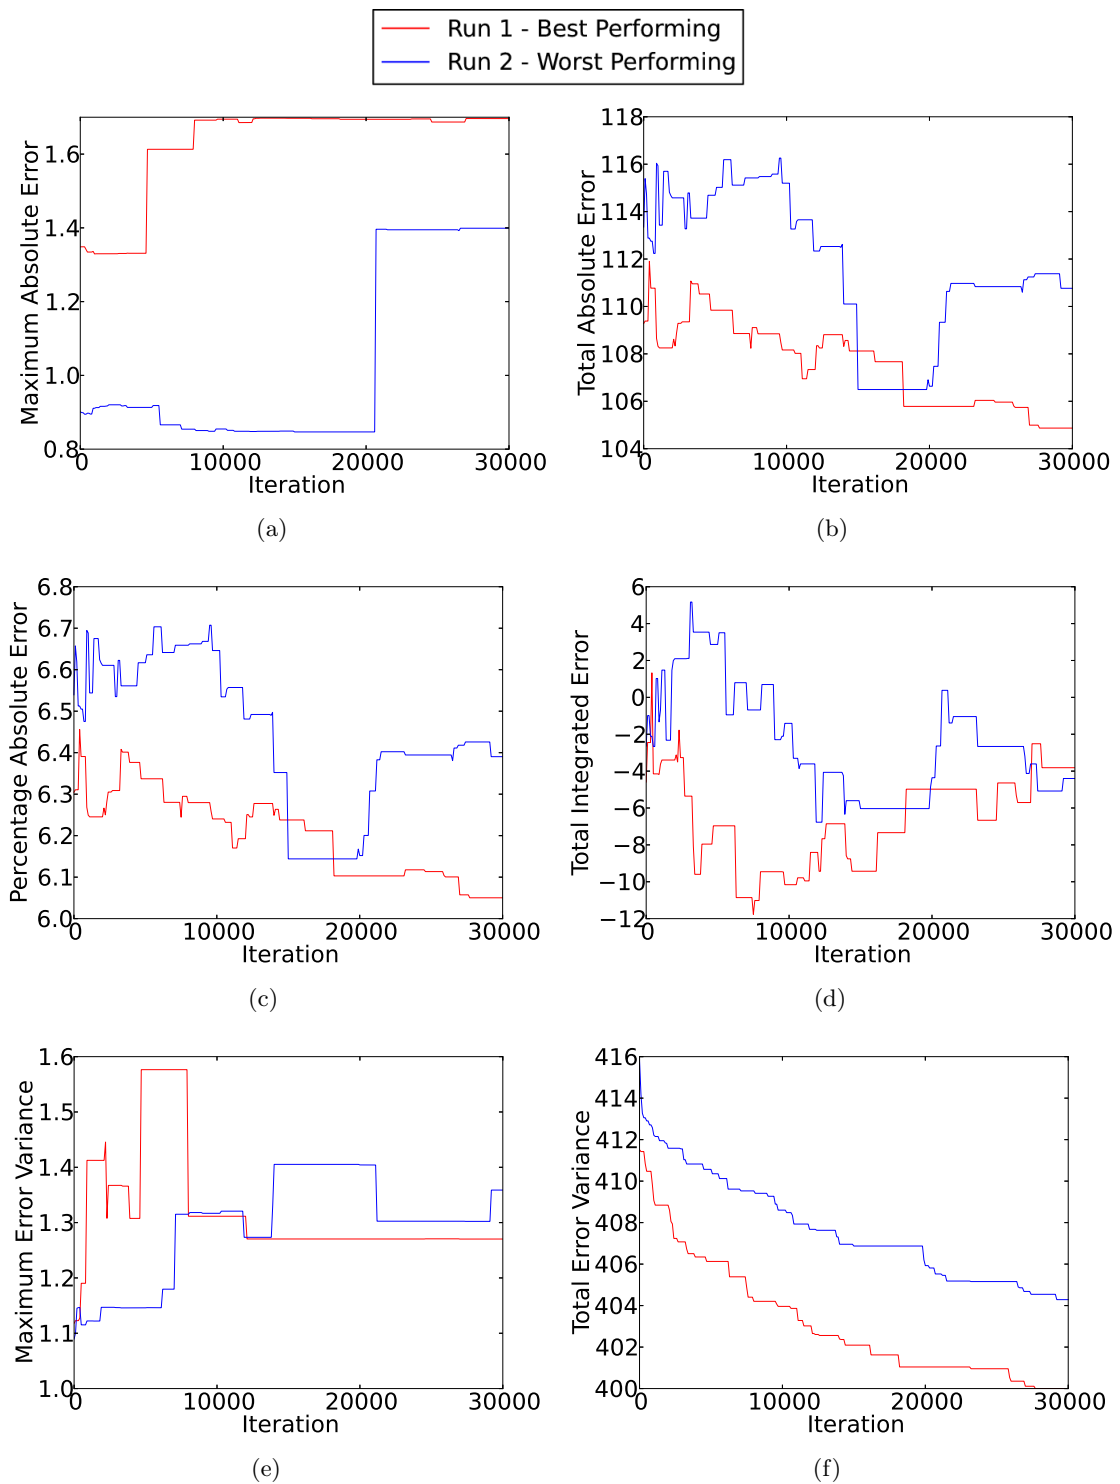 Run 1 - Best Performing
Run 2 - Worst Performing
Maximum Absolute Error
1.6
1.4
1.2
1.0
0.8
0 10000 20000 30000
Iteration
(a)
Total Absolute Error
118
116
114
112
110
108
106
104
0 10000 20000 30000
Iteration
(b)
Percentage Absolute Error
6.8
6.7
6.6
6.5
6.4
6.3
6.2
6.1
6.0
0 10000 20000 30000
Iteration
(c)
Total Integrated Error
6
4
2
0
−2
−4
−6
−8
−10
−12
0 10000 20000 30000
Iteration
(d)
Maximum Error Variance
1.6
1.5
1.4
1.3
1.2
1.1
1.0
0 10000 20000 30000
Iteration
(e)
Total Error Variance
416
414
412
410
408
406
404
402
400
0 10000 20000 30000
Iteration
(f)